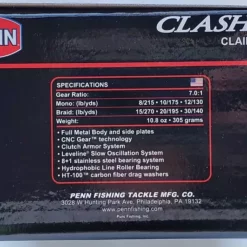 CLASH
IN
CLAI
SPECIFICATIONS
Gear Ratio: 7.0:1
Mono: (lb/yds) 8/215 • 10/175 • 12/130
Braid: (lb/yds) 15/270 • 20/195 • 30/140
Weight: 10.8 oz • 305 grams
• Full Metal Body and side plates
• CNC Gear™ technology
• Clutch Armor System
• Leveline® Slow Oscillation System
• 8+1 stainless steel bearing system
• Hydrophobic Line Roller Bearing
• HT-100™ carbon fiber drag washers
PENN FISHING TACKLE MFG. CO.
3028 W Hunting Park Ave, Philadelphia, PA 19132
www.pennfishing.com
Pure Fishing, Inc.